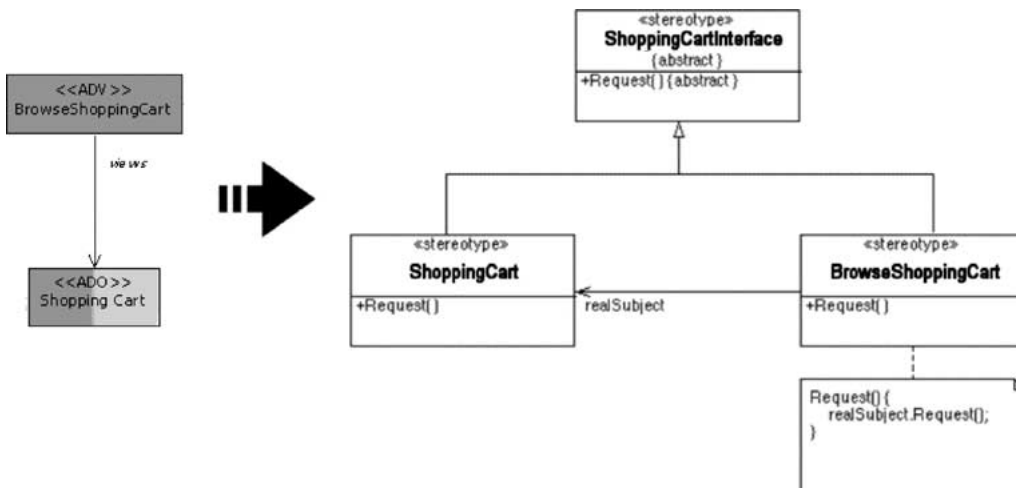 <<ADV>>
BrowseShoppingCart
views
<<ADO>>
Shopping Cart
«stereotype»
ShoppingCartInterface
{abstract}
+Request() {abstract}
«stereotype»
ShoppingCart
+Request()
realSubject
«stereotype»
BrowseShoppingCart
+Request()
Request() {
realSubject.Request();
}